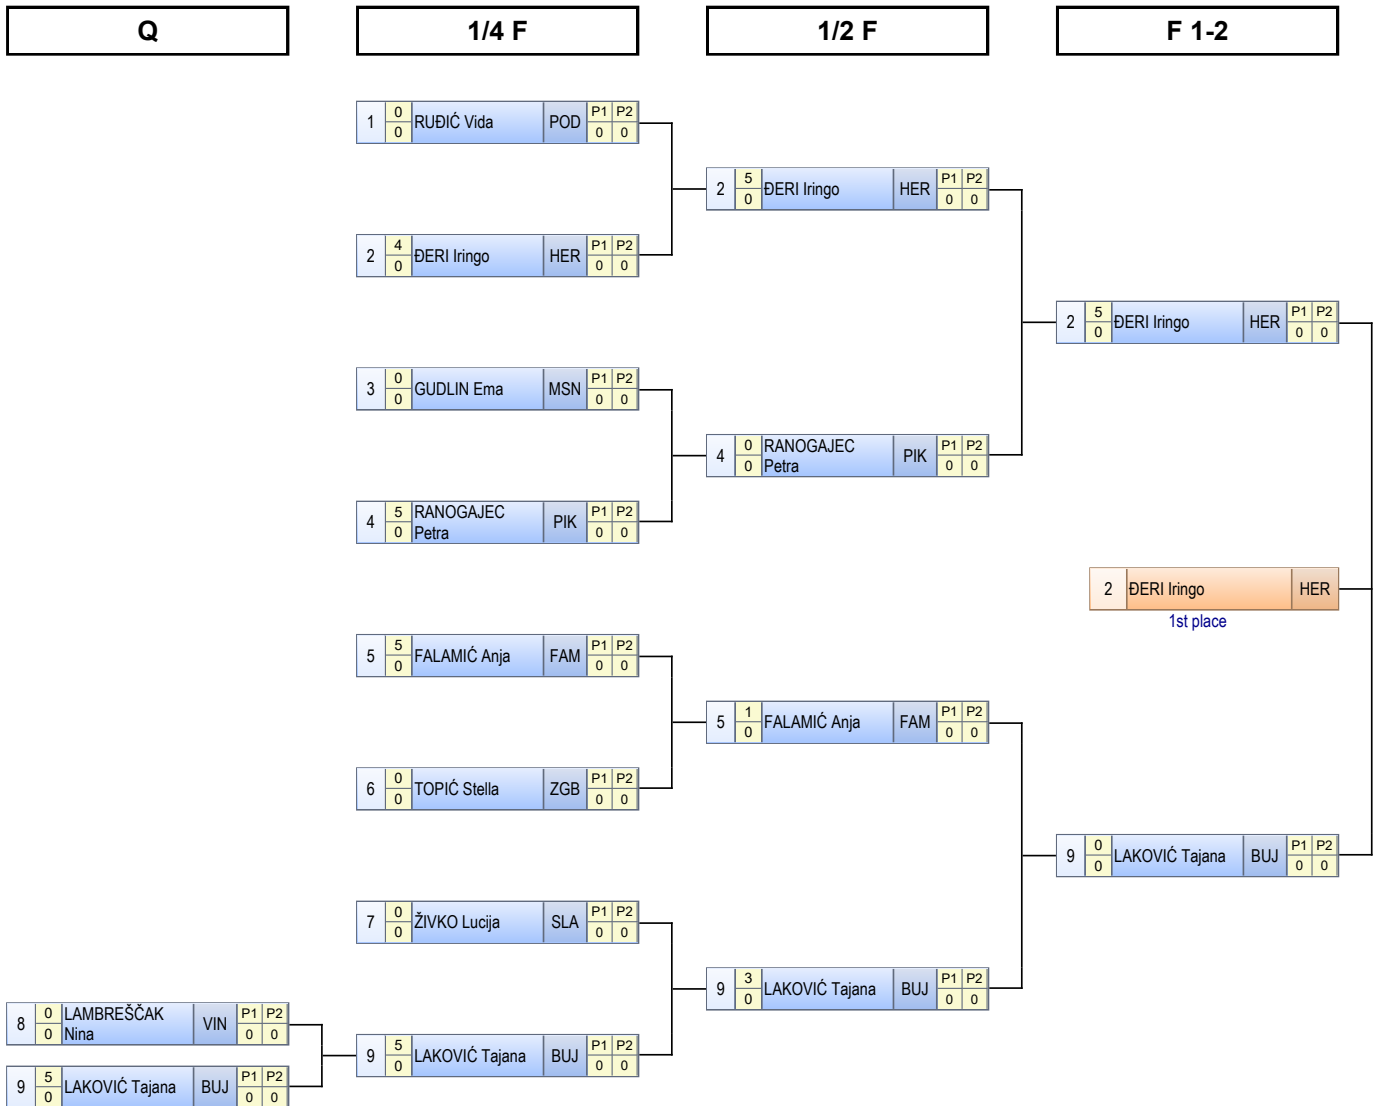 Q 1/4 F 1/2 F F 1-2
1 0 0 RUĐIĆ Vida POD P1 P2 0 0
2 5 0 ĐERI Iringo HER P1 P2 0 0
2 4 0 ĐERI Iringo HER P1 P2 0 0
2 5 0 ĐERI Iringo HER P1 P2 0 0
3 0 0 GUDLIN Ema MSN P1 P2 0 0
4 0 0 RANOGAJEC Petra PIK P1 P2 0 0
4 5 0 RANOGAJEC Petra PIK P1 P2 0 0
2 ĐERI Iringo HER
1st place
5 5 0 FALAMIĆ Anja FAM P1 P2 0 0
5 1 0 FALAMIĆ Anja FAM P1 P2 0 0
6 0 0 TOPIĆ Stella ZGB P1 P2 0 0
9 0 0 LAKOVIĆ Tajana BUJ P1 P2 0 0
7 0 0 ŽIVKO Lucija SLA P1 P2 0 0
9 3 0 LAKOVIĆ Tajana BUJ P1 P2 0 0
8 0 0 LAMBREŠČAK Nina VIN P1 P2 0 0
9 5 0 LAKOVIĆ Tajana BUJ P1 P2 0 0
9 5 0 LAKOVIĆ Tajana BUJ P1 P2 0 0